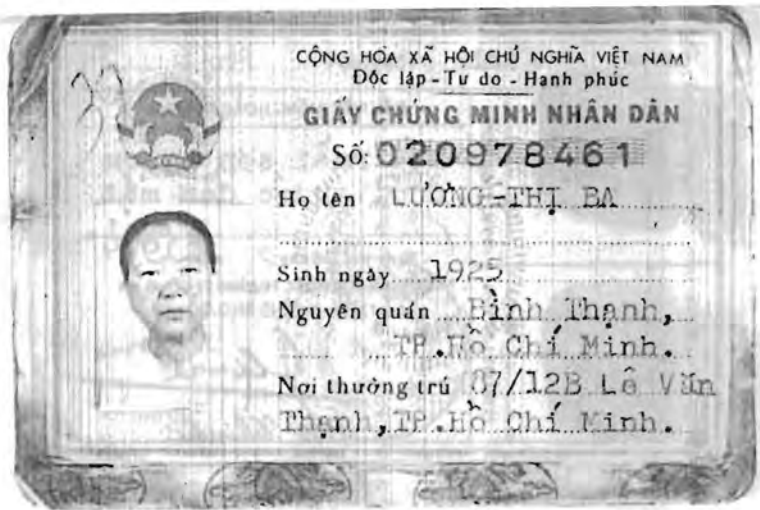 CỘNG HÒA XÃ HỘI CHỦ NGHĨA VIỆT NAM
Độc lập - Tự do - Hạnh phúc
GIẤY CHỨNG MINH NHÂN DÂN
Số: 020978461
Họ tên LƯƠNG-THỊ BA
Sinh ngày 1925
Nguyên quán Bình Thạnh,
TP.Hồ Chí Minh.
Nơi thường trú 87/12B Lê Văn
Thạnh, TP.Hồ Chí Minh.